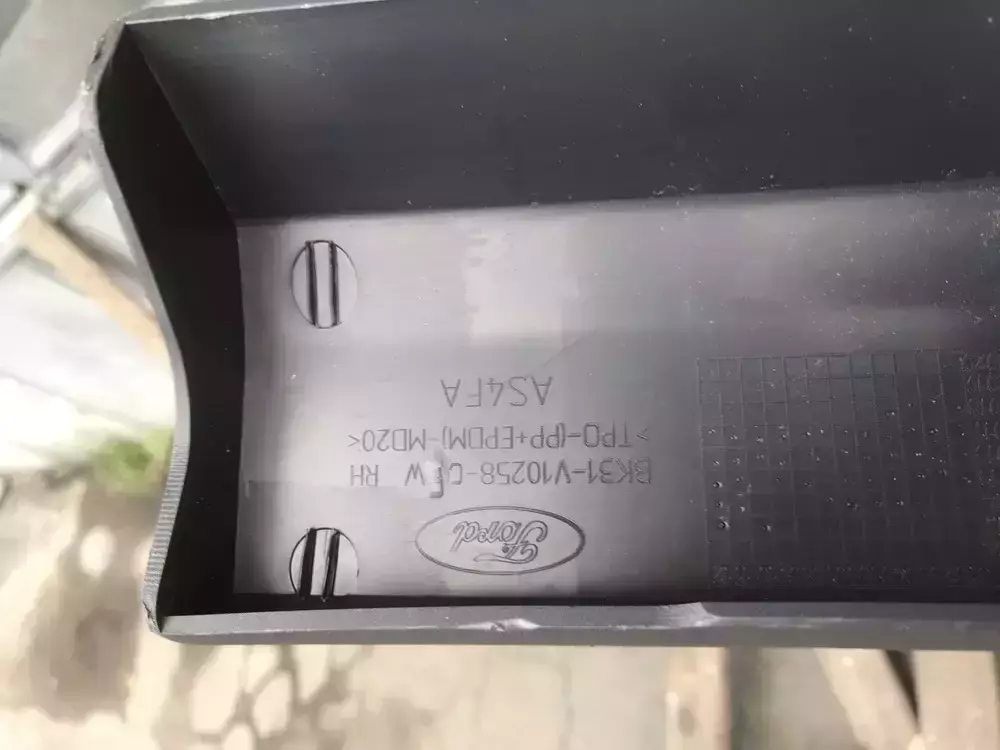 Ford
BK31-V10258-CFW RH
>TPO-(PP+EPDM)-MD20<
AS4FA